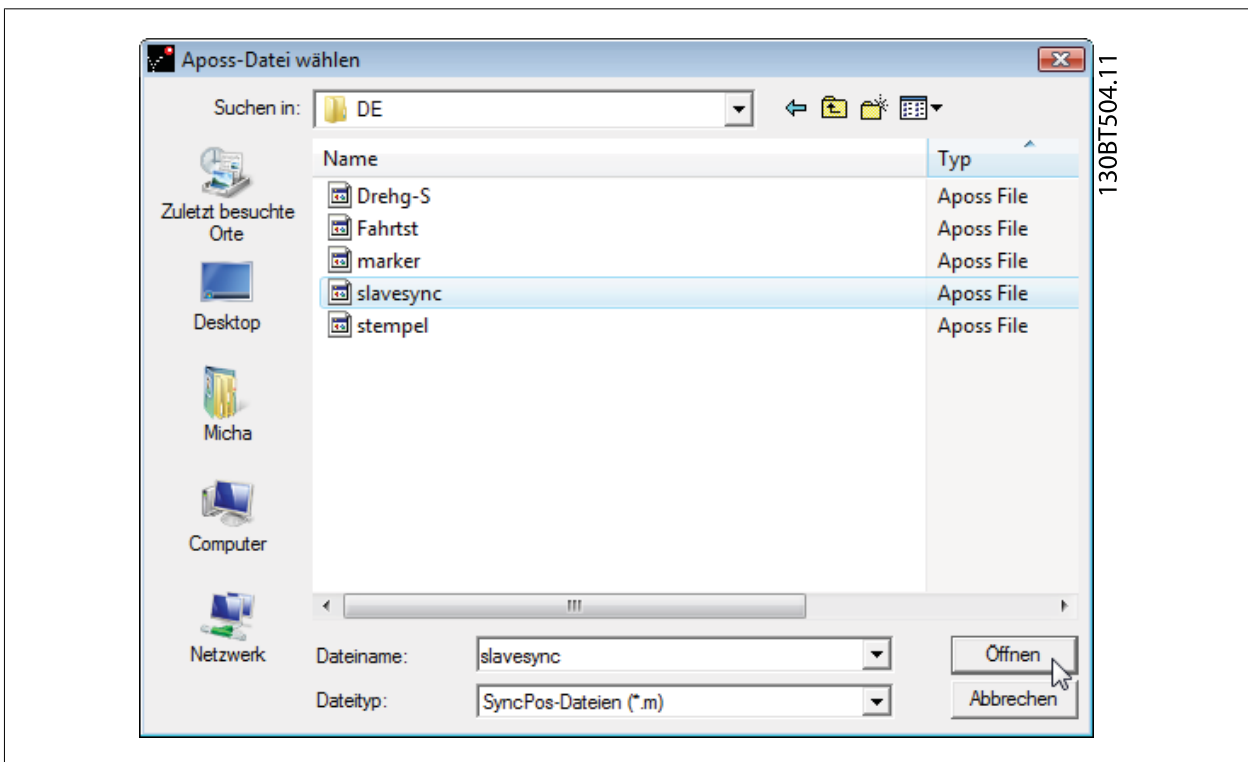 Aposs-Datei wählen
Suchen in: DE
Name Typ
Drehg-S Aposs File
Fahrtst Aposs File
marker Aposs File
slavesync Aposs File
stempel Aposs File
Zuletzt besuchte
Orte
Desktop
Micha
Computer
Netzwerk
Dateiname: slavesync Öffnen
Dateityp: SyncPos-Dateien (*.m) Abbrechen
130BT504.11